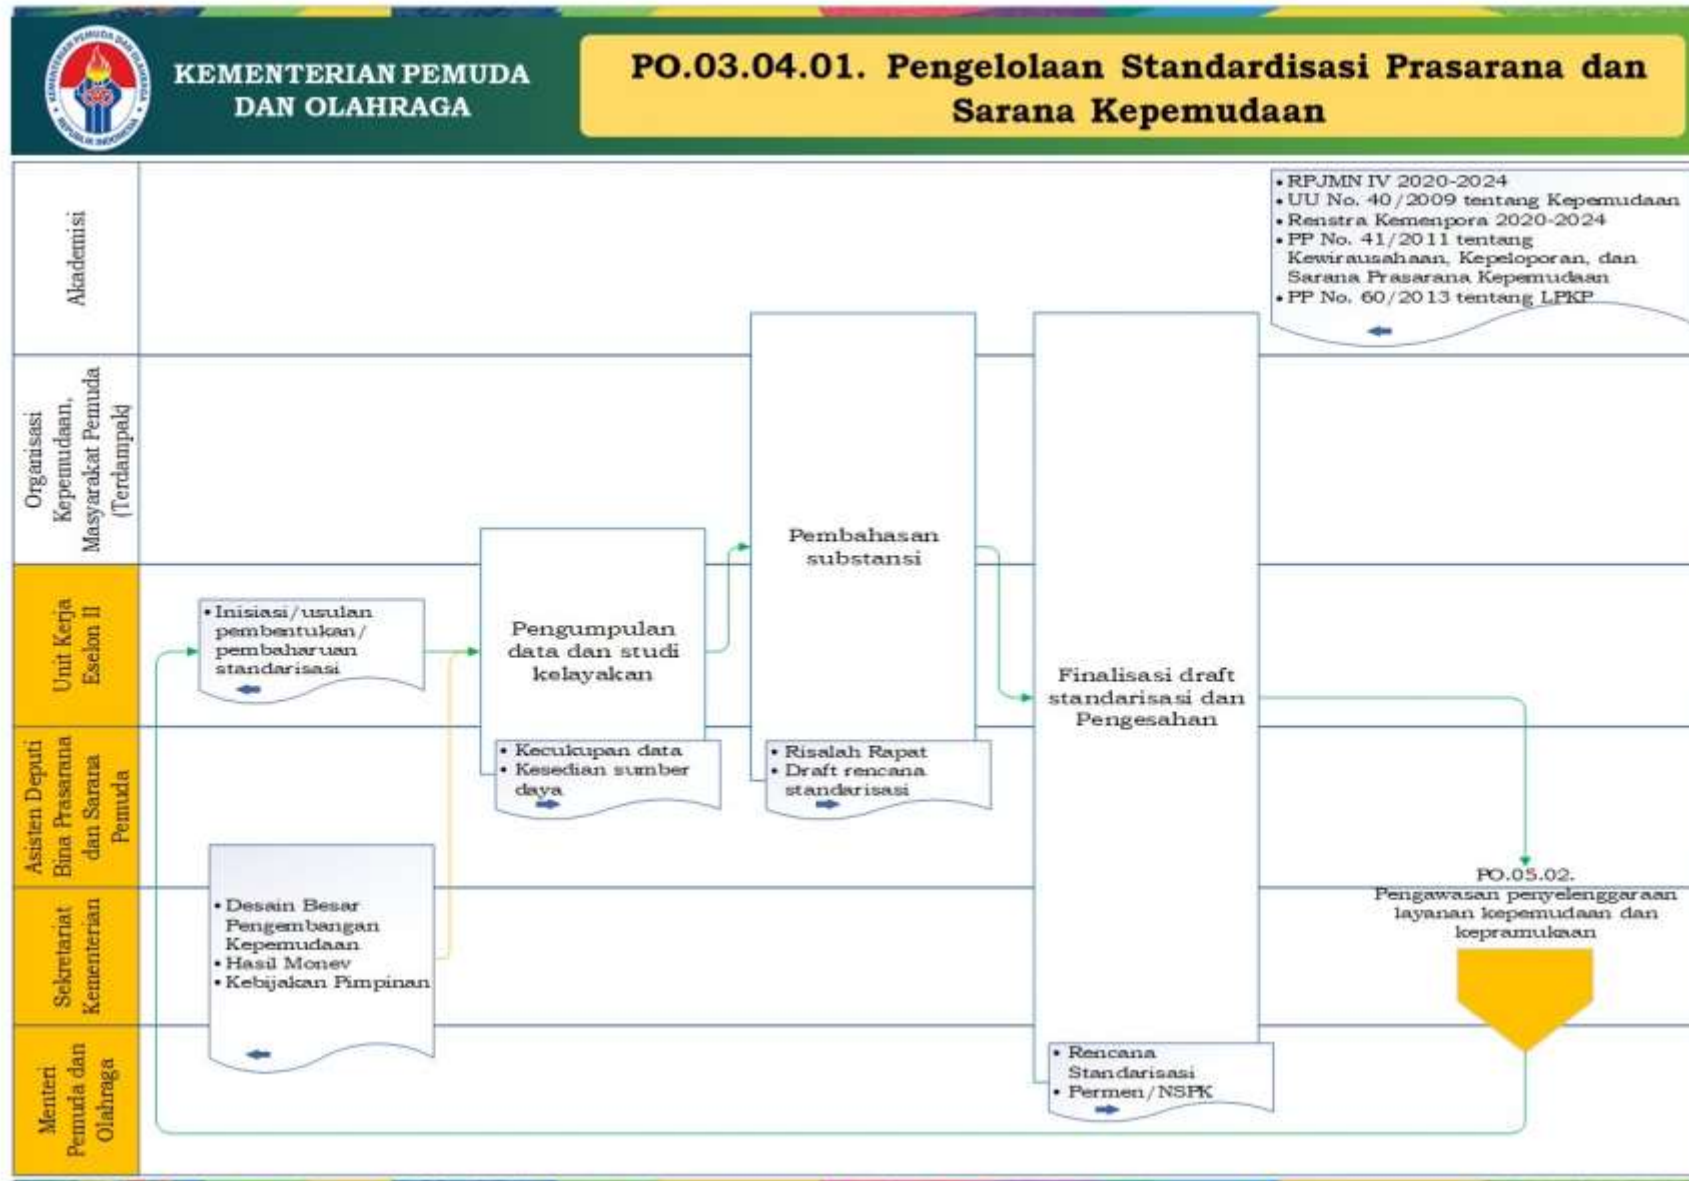 KEMENTERIAN PEMUDA DAN OLAHRAGA
REPUBLIK INDONESIA
KEMENTERIAN PEMUDA
DAN OLAHRAGA
PO.03.04.01. Pengelolaan Standardisasi Prasarana dan
Sarana Kepemudaan
Akademisi
• RPJMN IV 2020-2024
• UU No. 40/2009 tentang Kepemudaan
• Renstra Kemenpora 2020-2024
• PP No. 41/2011 tentang
Kewirausahaan, Kepeloporan, dan
Sarana Prasarana Kepemudaan
• PP No. 60/2013 tentang LPKP
Organisasi
Kepemudaan,
Masyarakat Pemuda
(Terdampak)
Unit Kerja
Eselon II
• Inisiasi/usulan
pembentukan/
pembaharuan
standarisasi
Pengumpulan
data dan studi
kelayakan
• Kecukupan data
• Kesedian sumber
daya
Pembahasan
substansi
• Risalah Rapat
• Draft rencana
standarisasi
Finalisasi draft
standarisasi dan
Pengesahan
• Rencana
Standarisasi
• Permen/NSPK
Asisten Deputi
Bina Prasarana
dan Sarana
Pemuda
• Desain Besar
Pengembangan
Kepemudaan
• Hasil Monev
• Kebijakan Pimpinan
PO.05.02.
Pengawasan penyelenggaraan
layanan kepemudaan dan
kepramukaan
Sekretariat
Kementerian
Menteri
Pemuda dan
Olahraga